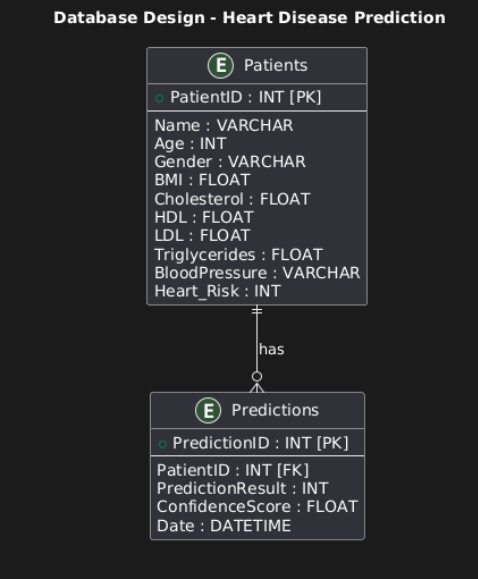 Database Design - Heart Disease Prediction
E Patients
PatientID : INT [PK]
Name : VARCHAR
Age : INT
Gender : VARCHAR
BMI : FLOAT
Cholesterol : FLOAT
HDL : FLOAT
LDL : FLOAT
Triglycerides : FLOAT
BloodPressure : VARCHAR
Heart_Risk : INT
has
E Predictions
PredictionID : INT [PK]
PatientID : INT [FK]
PredictionResult : INT
ConfidenceScore : FLOAT
Date : DATETIME